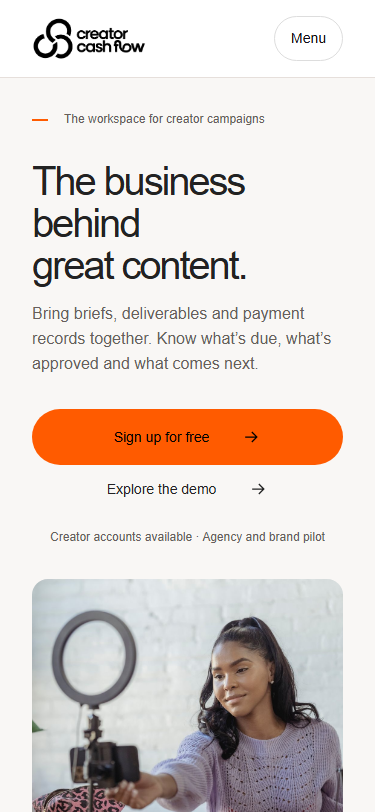 creator
cash flow
Menu
The workspace for creator campaigns
The business
behind
great content.
Bring briefs, deliverables and payment
records together. Know what’s due, what’s
approved and what comes next.
Sign up for free
Explore the demo
Creator accounts available · Agency and brand pilot